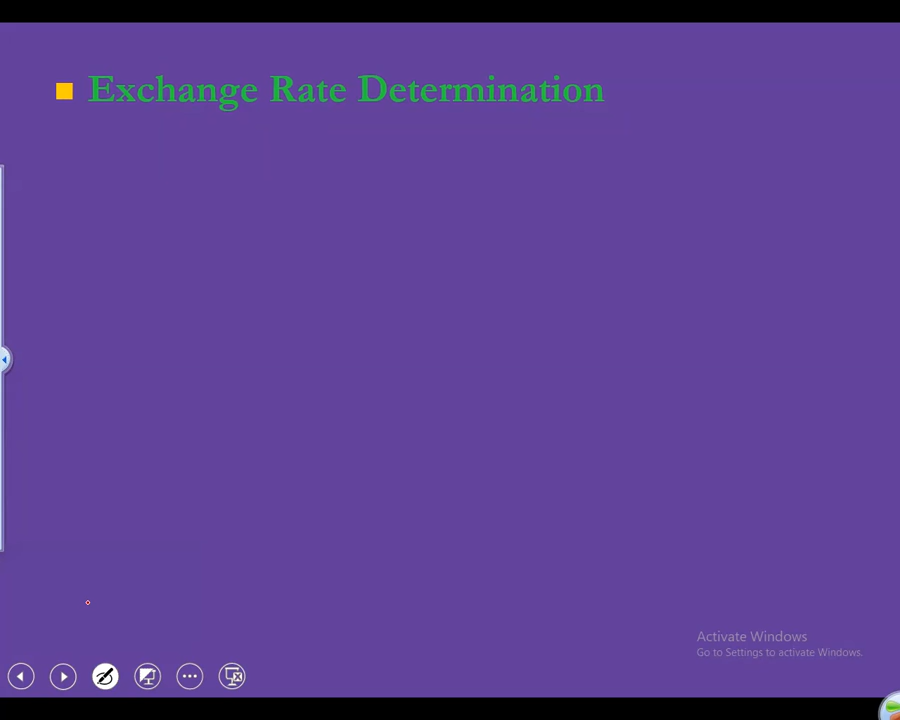 Exchange Rate Determination
Activate Windows
Go to Settings to activate Windows.